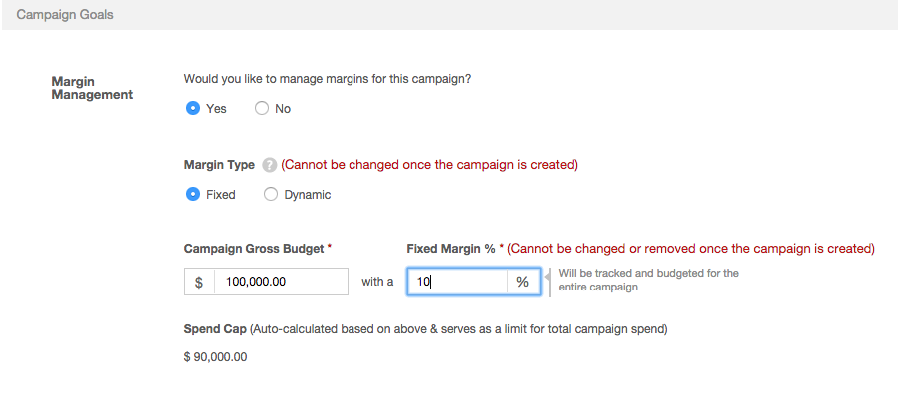 Campaign Goals
Margin Management
Would you like to manage margins for this campaign?
Yes No
Margin Type ? (Cannot be changed once the campaign is created)
Fixed Dynamic
Campaign Gross Budget * Fixed Margin % * (Cannot be changed or removed once the campaign is created)
$ 100,000.00 with a 10 % Will be tracked and budgeted for the
entire campaign
Spend Cap (Auto-calculated based on above & serves as a limit for total campaign spend)
$ 90,000.00